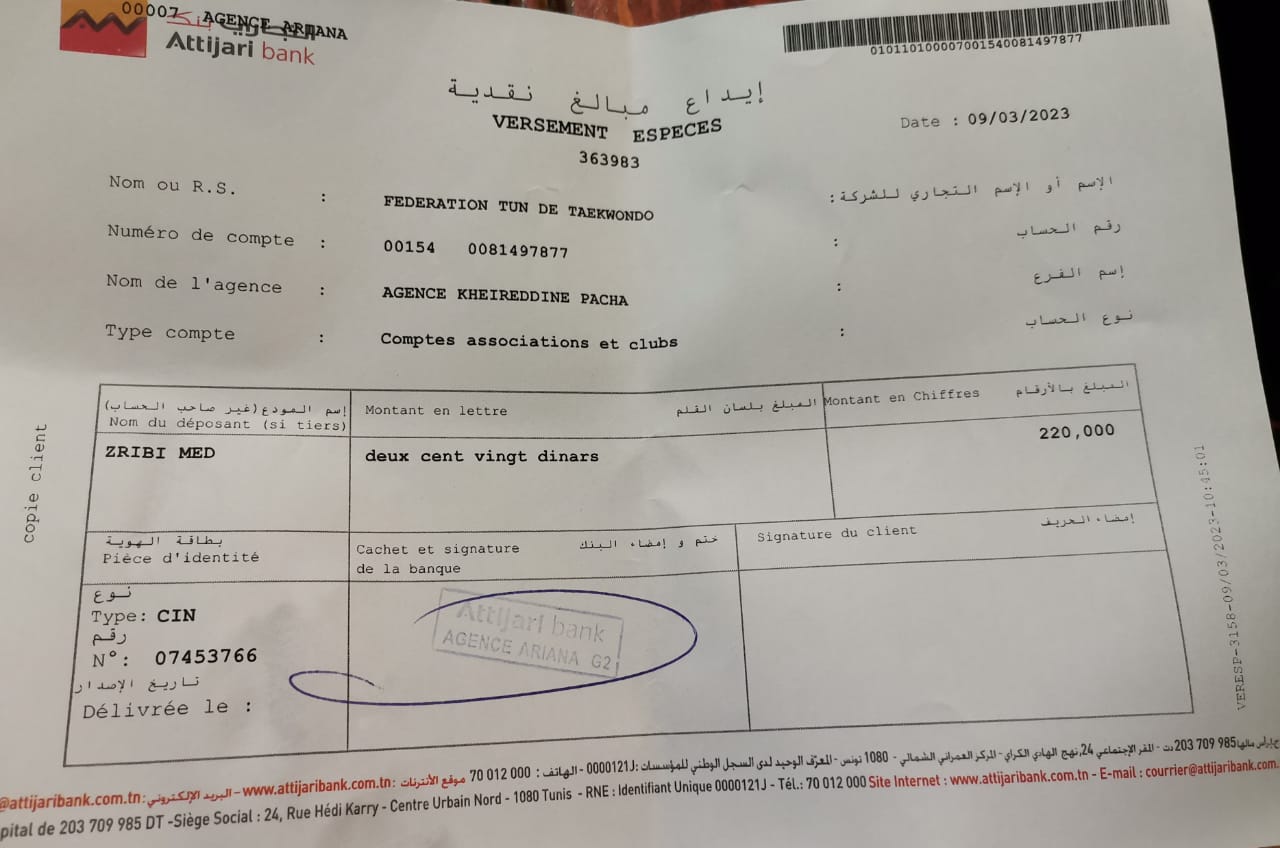 00007 AGENCE ARIANA
Attijari bank
010110100007001540081497877
إيداع مبالغ نقدية
VERSEMENT ESPECES
363983
Date : 09/03/2023
Nom ou R.S. : FEDERATION TUN DE TAEKWONDO : الإسم أو الإسم التجاري للشركة
Numéro de compte : 00154 0081497877 : رقم الحساب
Nom de l'agence : AGENCE KHEIREDDINE PACHA : إسم الفرع
Type compte : Comptes associations et clubs : نوع الحساب
إسم المودع(غير صاحب الحساب)
Nom du déposant (si tiers)
Montant en lettre المبلغ بلسان القلم
Montant en Chiffres المبلغ بالأرقام
ZRIBI MED
deux cent vingt dinars
220,000
بطاقة الهوية
Pièce d'identité
Cachet et signature ختم و إمضاء البنك
de la banque
Signature du client إمضاء الحريف
نوع
Type: CIN
رقم
N°: 07453766
تاريخ الإصدار
Délivrée le :
Attijari bank
AGENCE ARIANA G2
copie client
VERESP-3158-09/03/2023-10:45:01
203 709 985 دت - المقر الإجتماعي 24, نهج الهادي الكراي - المركز العمراني الشمالي - 1080 تونس - المعرّف الوحيد لدى السجل الوطني للمؤسسات :0000121J - الهاتف : 70 012 000 موقع الأنترنات : www.attijaribank.com.tn - البريد الإلكتروني : @attijaribank.com.tn
pital de 203 709 985 DT -Siège Social : 24, Rue Hédi Karry - Centre Urbain Nord - 1080 Tunis - RNE : Identifiant Unique 0000121J - Tél.: 70 012 000 Site Internet : www.attijaribank.com.tn - E-mail : courrier@attijaribank.com.